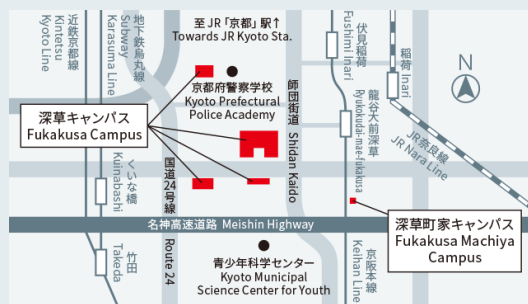 近鉄京都線
Kintetsu
Kyoto Line
地下鉄烏丸線
Subway
Karasuma Line
至JR「京都」駅↑
Towards JR Kyoto Sta.
京都府警察学校
Kyoto Prefectural
Police Academy
師団街道 Shidan Kaido
伏見稲荷
Fushimi Inari
稲荷
Inari
N
龍谷大前深草
Ryukokudai-mae-fukakusa
JR奈良線
JR Nara Line
深草キャンパス
Fukakusa Campus
くいな橋
Kuinabashi
国道24号線
Route 24
名神高速道路 Meishin Highway
竹田
Takeda
青少年科学センター
Kyoto Municipal
Science Center for Youth
京阪本線
Keihan Line
深草町家キャンパス
Fukakusa Machiya
Campus